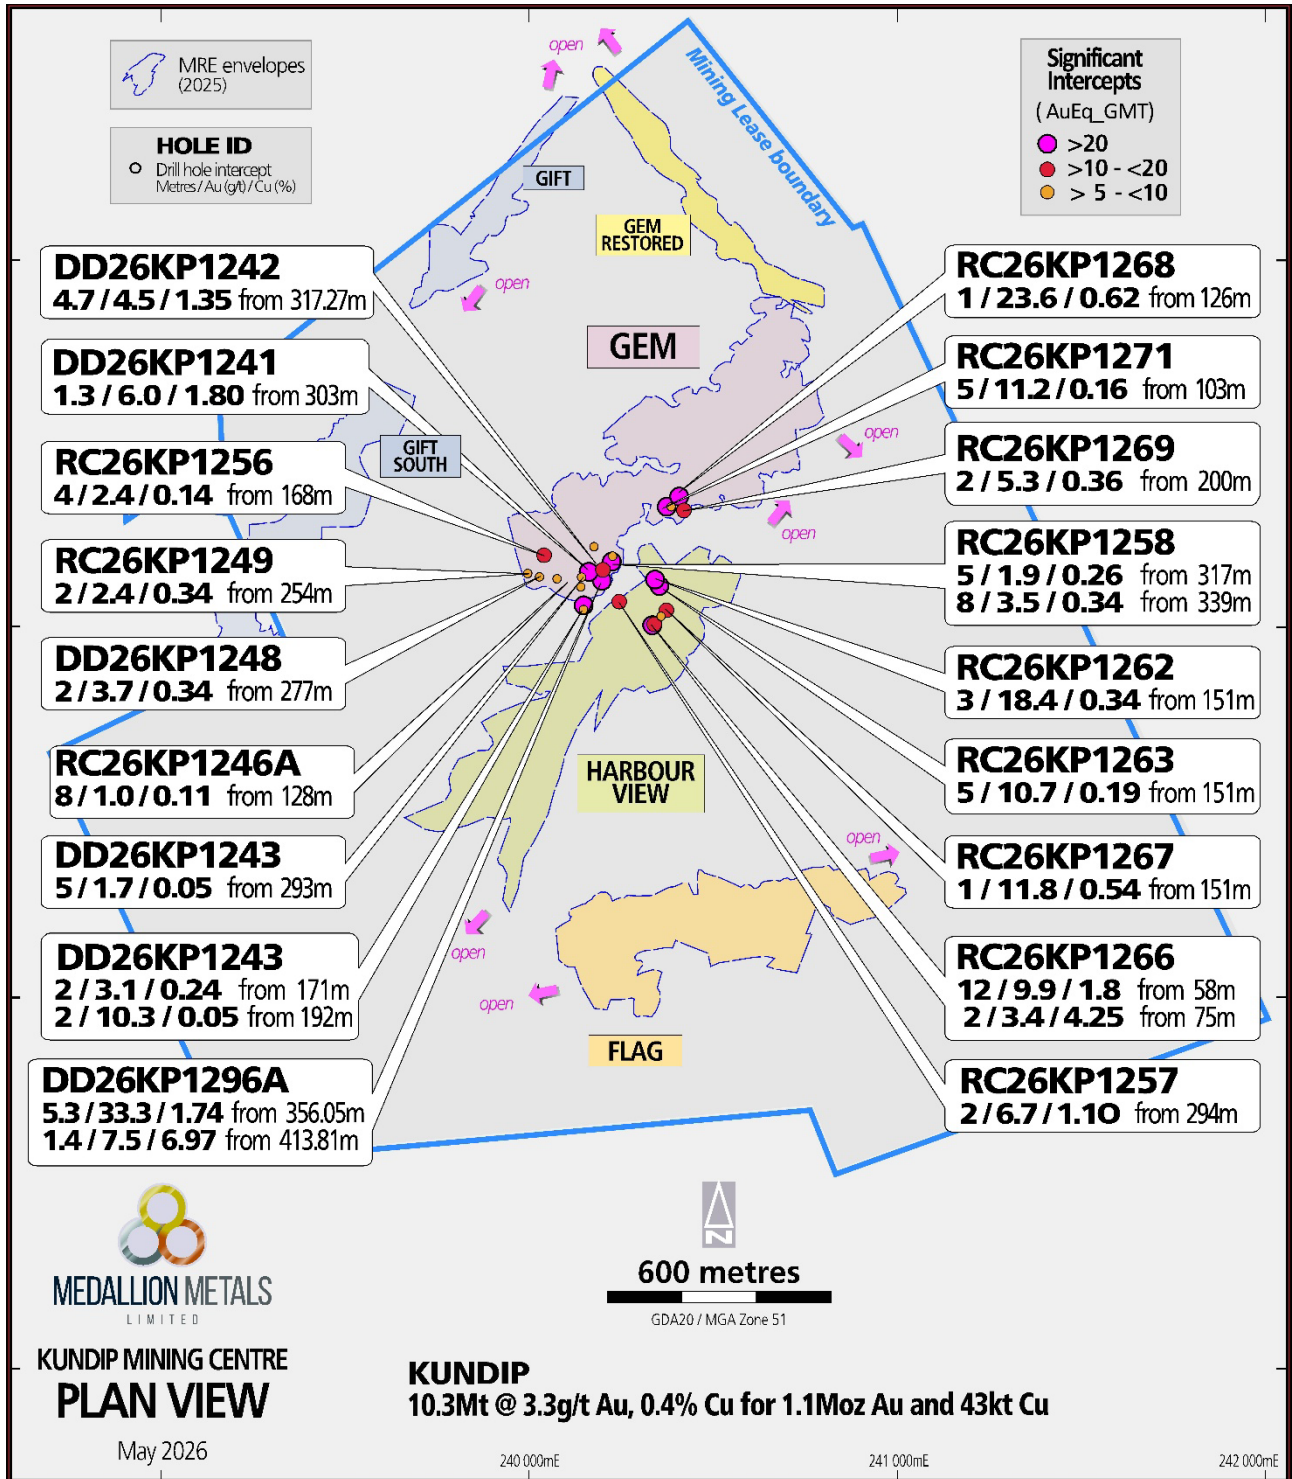 MRE envelopes
(2025)
HOLE ID
Drill hole intercept
Metres / Au (g/t) / Cu (%)
open
Mining Lease boundary
Significant
Intercepts
( AuEq_GMT)
>20
>10 - <20
> 5 - <10
GIFT
GEM
RESTORED
open
DD26KP1242
4.7 / 4.5 / 1.35 from 317.27m
DD26KP1241
1.3 / 6.0 / 1.80 from 303m
RC26KP1256
4 / 2.4 / 0.14 from 168m
RC26KP1249
2 / 2.4 / 0.34 from 254m
DD26KP1248
2 / 3.7 / 0.34 from 277m
RC26KP1246A
8 / 1.0 / 0.11 from 128m
DD26KP1243
5 / 1.7 / 0.05 from 293m
DD26KP1243
2 / 3.1 / 0.24 from 171m
2 / 10.3 / 0.05 from 192m
DD26KP1296A
5.3 / 33.3 / 1.74 from 356.05m
1.4 / 7.5 / 6.97 from 413.81m
GEM
GIFT
SOUTH
open
open
HARBOUR
VIEW
open
open
open
FLAG
RC26KP1268
1 / 23.6 / 0.62 from 126m
RC26KP1271
5 / 11.2 / 0.16 from 103m
RC26KP1269
2 / 5.3 / 0.36 from 200m
RC26KP1258
5 / 1.9 / 0.26 from 317m
8 / 3.5 / 0.34 from 339m
RC26KP1262
3 / 18.4 / 0.34 from 151m
RC26KP1263
5 / 10.7 / 0.19 from 151m
RC26KP1267
1 / 11.8 / 0.54 from 151m
RC26KP1266
12 / 9.9 / 1.8 from 58m
2 / 3.4 / 4.25 from 75m
RC26KP1257
2 / 6.7 / 1.10 from 294m
MEDALLION METALS
LIMITED
KUNDIP MINING CENTRE
PLAN VIEW
May 2026
N
600 metres
GDA20 / MGA Zone 51
KUNDIP
10.3Mt @ 3.3g/t Au, 0.4% Cu for 1.1Moz Au and 43kt Cu
240 000mE
241 000mE
242 000mE